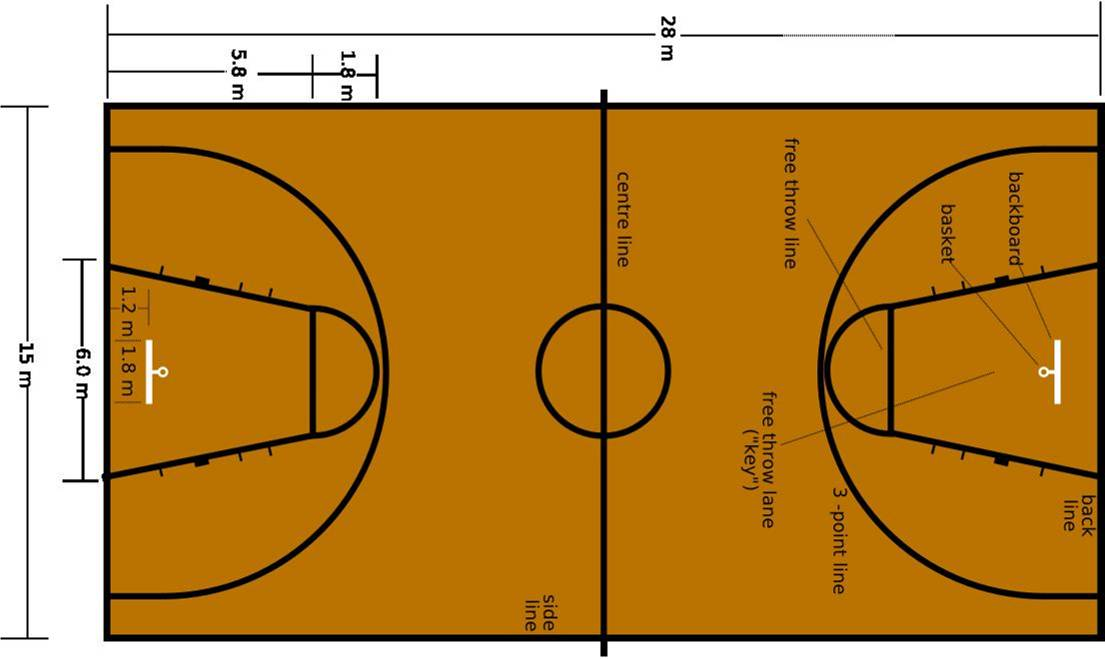 28 m
5.8 m
1.8 m
15 m
6.0 m
1.2 m
1.8 m
centre line
free throw line
basket
backboard
free throw lane
("key")
3 -point line
back
line
side
line